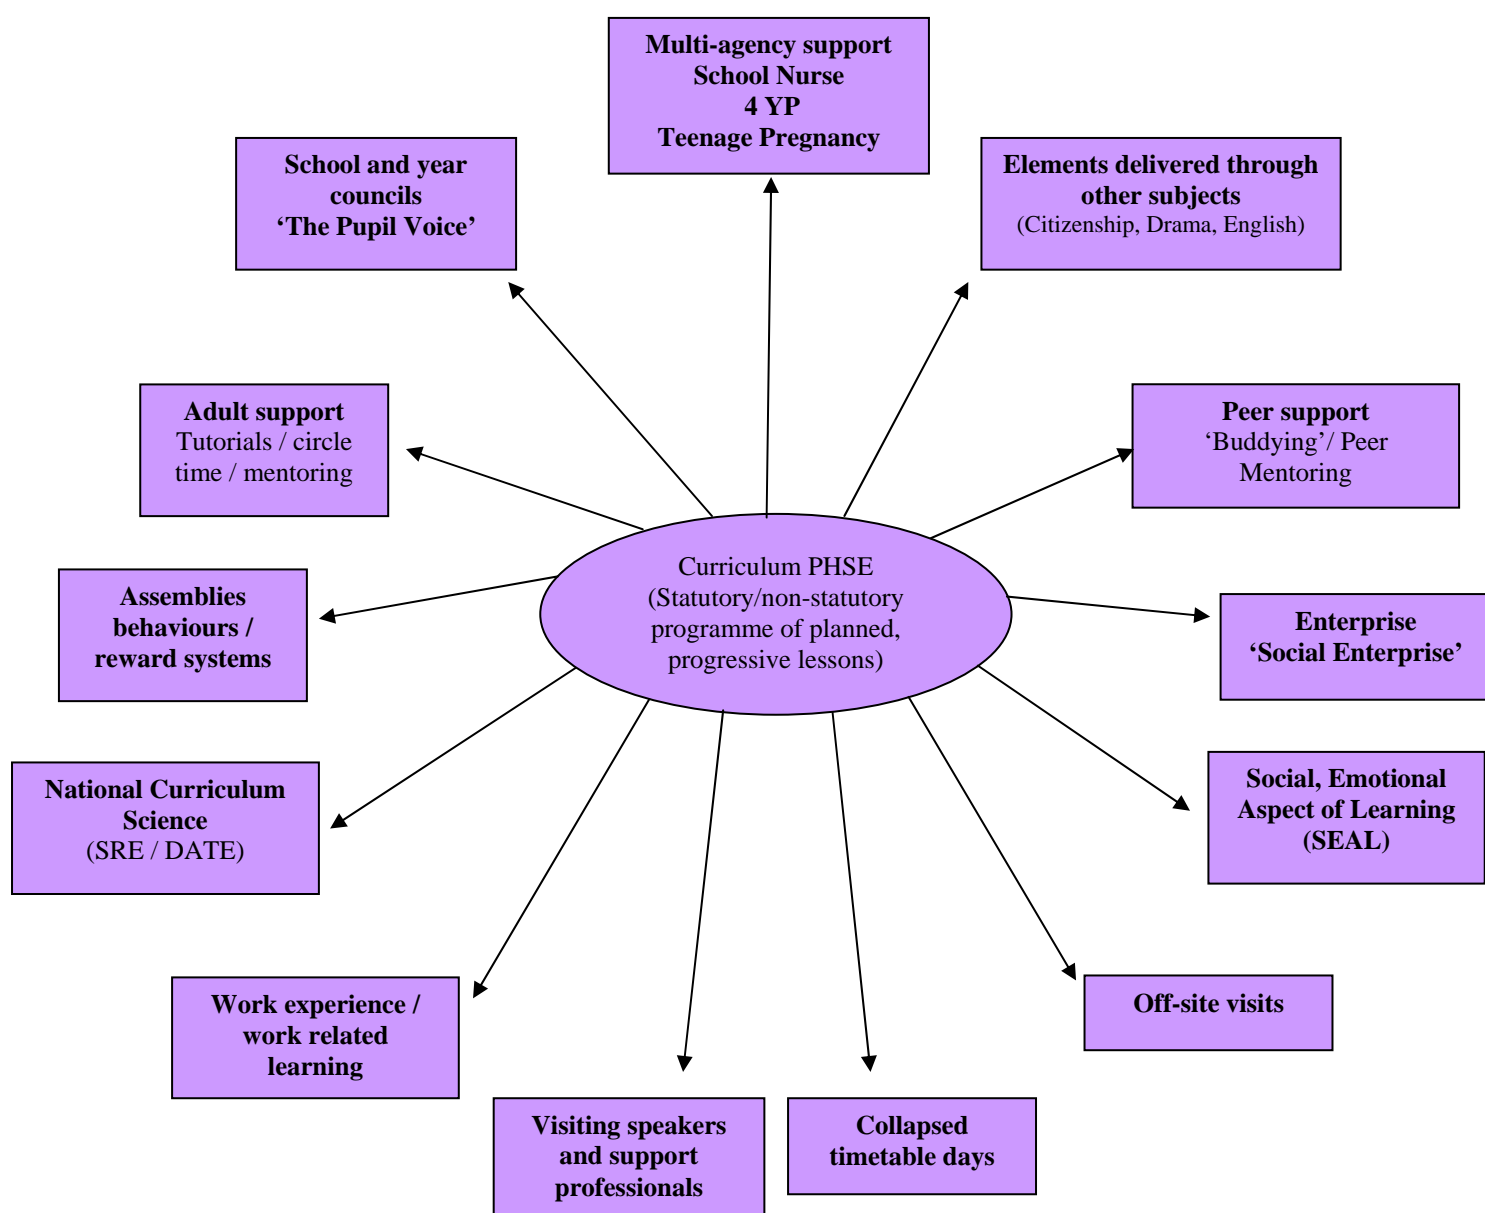 Multi-agency support
School Nurse
4 YP
Teenage Pregnancy
School and year
councils
‘The Pupil Voice’
Elements delivered through
other subjects
(Citizenship, Drama, English)
Adult support
Tutorials / circle
time / mentoring
Peer support
‘Buddying’/ Peer
Mentoring
Curriculum PHSE
(Statutory/non-statutory
programme of planned,
progressive lessons)
Assemblies
behaviours /
reward systems
Enterprise
‘Social Enterprise’
National Curriculum
Science
(SRE / DATE)
Social, Emotional
Aspect of Learning
(SEAL)
Work experience /
work related
learning
Off-site visits
Visiting speakers
and support
professionals
Collapsed
timetable days